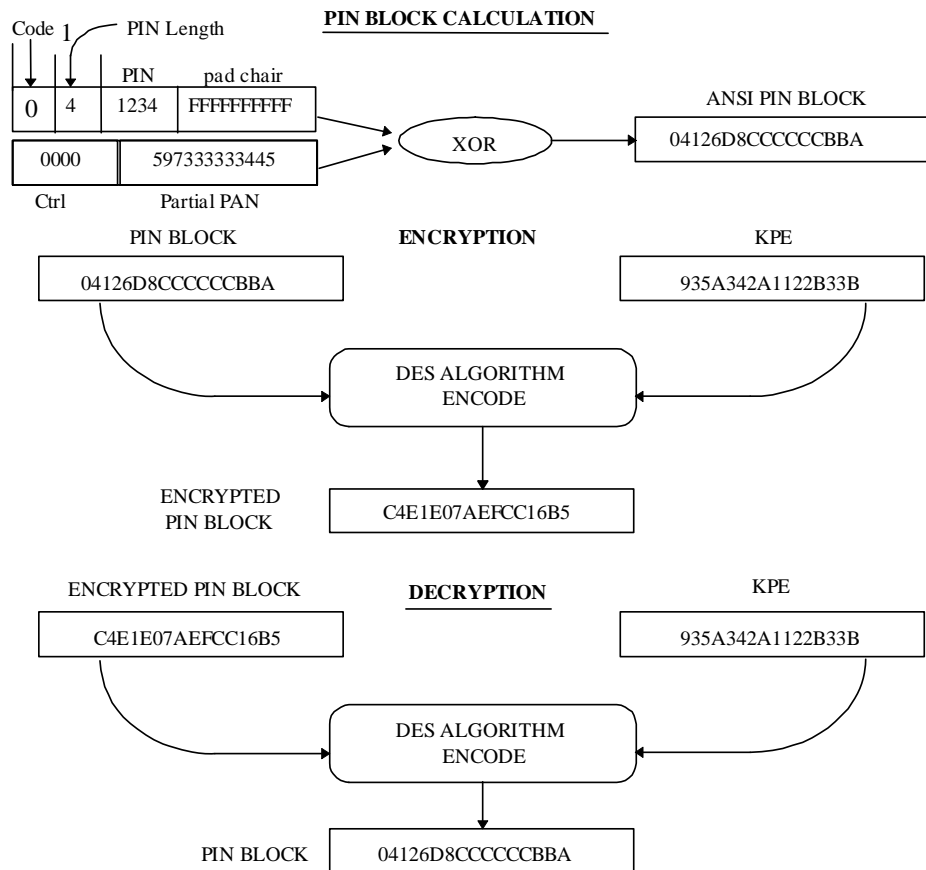 PIN BLOCK CALCULATION
Code 1 PIN Length
PIN pad chair
0 4 1234 FFFFFFFFFF
ANSI PIN BLOCK
XOR
04126D8CCCCCCBBA
0000 597333333445
Ctrl Partial PAN
PIN BLOCK ENCRYPTION KPE
04126D8CCCCCCBBA 935A342A1122B33B
DES ALGORITHM
ENCODE
ENCRYPTED
PIN BLOCK
C4E1E07AEFCC16B5
ENCRYPTED PIN BLOCK DECRYPTION KPE
C4E1E07AEFCC16B5 935A342A1122B33B
DES ALGORITHM
ENCODE
PIN BLOCK 04126D8CCCCCCBBA